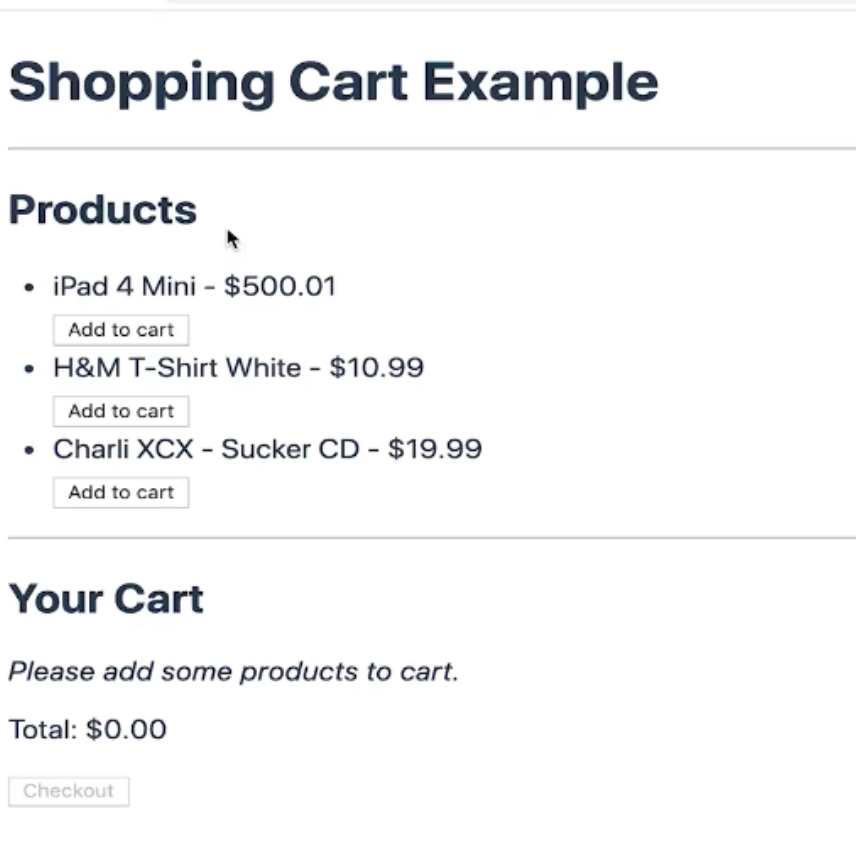 Shopping Cart Example
Products
iPad 4 Mini - $500.01
Add to cart
H&M T-Shirt White - $10.99
Add to cart
Charli XCX - Sucker CD - $19.99
Add to cart
Your Cart
Please add some products to cart.
Total: $0.00
Checkout